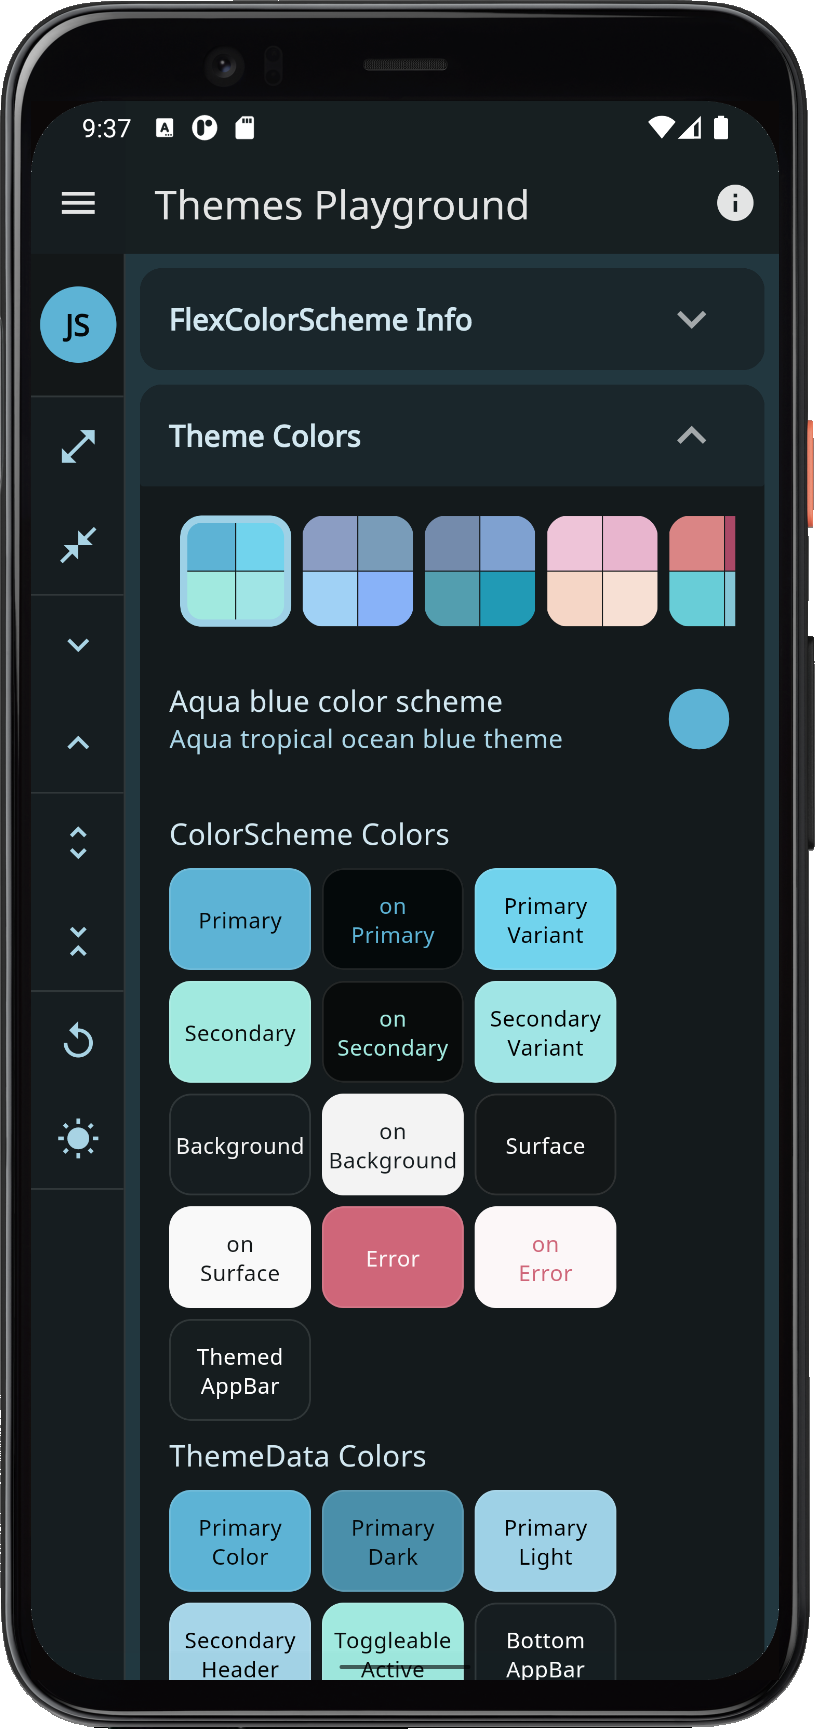 9:37
A
Themes Playground
JS
FlexColorScheme Info
Theme Colors
Aqua blue color scheme
Aqua tropical ocean blue theme
ColorScheme Colors
Primary
on
Primary
Primary
Variant
Secondary
on
Secondary
Secondary
Variant
Background
on
Background
Surface
on
Surface
Error
on
Error
Themed
AppBar
ThemeData Colors
Primary
Color
Primary
Dark
Primary
Light
Secondary
Header
Toggleable
Active
Bottom
AppBar